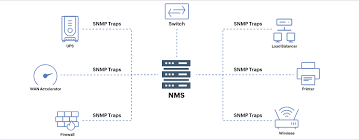 Switch
SNMP Traps
SNMP Traps
UPS
Load Balancer
SNMP Traps
SNMP Traps
WAN Accelerator
NMS
Printer
SNMP Traps
SNMP Traps
Firewall
Wireless